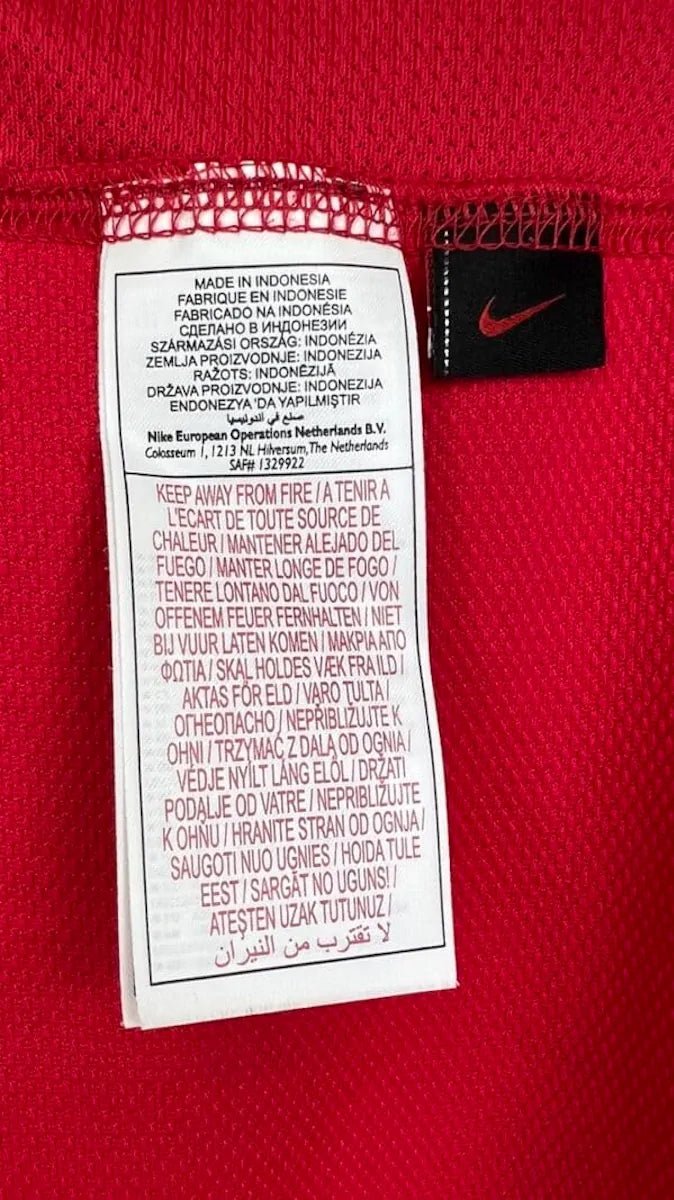 MADE IN INDONESIA
FABRIQUE EN INDONESIE
FABRICADO NA INDONÉSIA
СДЕЛАНО В ИНДОНЕЗИИ
SZÁRMAZÁSI ORSZÁG: INDONÉZIA
ZEMLJA PROIZVODNJE: INDONEZIJA
RAŽOTS: INDONĒZIJĀ
DRŽAVA PROIZVODNJE: INDONEZIJA
ENDONEZYA 'DA YAPILMIŞTIR
صنع في أندونيسيا
Nike European Operations Netherlands B.V.
Colosseum 1, 1213 NL Hilversum, The Netherlands
SAF# 1329922
KEEP AWAY FROM FIRE / A TENIR A
L'ECART DE TOUTE SOURCE DE
CHALEUR / MANTENER ALEJADO DEL
FUEGO / MANTER LONGE DE FOGO /
TENERE LONTANO DAL FUOCO / VON
OFFENEM FEUER FERNHALTEN / NIET
BIJ VUUR LATEN KOMEN / ΜΑΚΡΙΑ ΑΠΟ
ΦΩΤΙΑ / SKAL HOLDES VÆK FRA ILD /
AKTAS FÖR ELD / VARO TULTA /
ОГНЕОПАСНО / NEPŘIBLIŽUJTE K
OHNI / TRZYMAĆ Z DALA OD OGNIA /
VÉDJE NYÍLT LÁNG ELŐL / DRŽATI
PODALJE OD VATRE / NEPRIBLIŽUJTE
K OHŇU / HRANITE STRAN OD OGNJA /
SAUGOTI NUO UGNIES / HOIDA TULE
EEST / SARGĀT NO UGUNS! /
ATEŞTEN UZAK TUTUNUZ /
لا تقترب من النيران